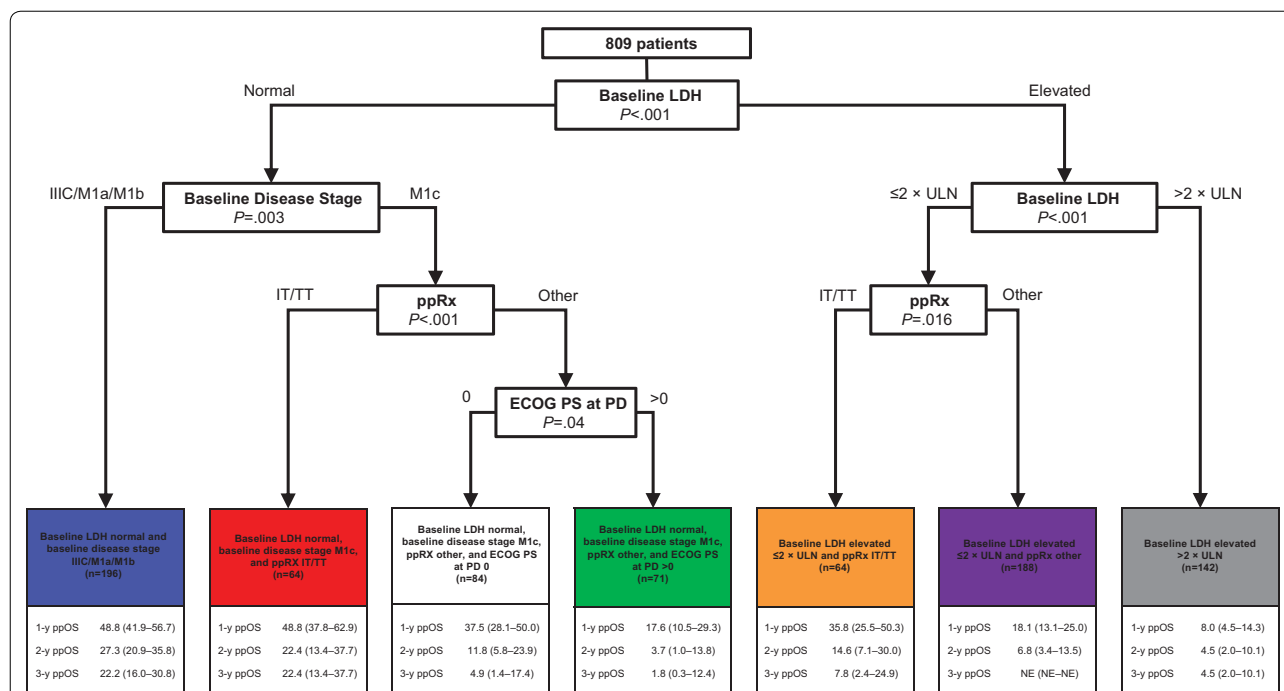 809 patients
Normal
Baseline LDH
P<.001
Elevated
IIIC/M1a/M1b
Baseline Disease Stage
P=.003
M1c
≤2 × ULN
Baseline LDH
P<.001
>2 × ULN
IT/TT
ppRx
P<.001
Other
IT/TT
ppRx
P=.016
Other
0
ECOG PS at PD
P=.04
>0
Baseline LDH normal and
baseline disease stage
IIIC/M1a/M1b
(n=196)
Baseline LDH normal,
baseline disease stage M1c,
and ppRX IT/TT
(n=64)
Baseline LDH normal,
baseline disease stage M1c,
ppRX other, and ECOG PS
at PD 0
(n=84)
Baseline LDH normal,
baseline disease stage M1c,
ppRX other, and ECOG PS
at PD >0
(n=71)
Baseline LDH elevated
≤2 × ULN and ppRx IT/TT
(n=64)
Baseline LDH elevated
≤2 × ULN and ppRx other
(n=188)
Baseline LDH elevated
>2 × ULN
(n=142)
1-y ppOS 48.8 (41.9–56.7)
2-y ppOS 27.3 (20.9–35.8)
3-y ppOS 22.2 (16.0–30.8)
1-y ppOS 48.8 (37.8–62.9)
2-y ppOS 22.4 (13.4–37.7)
3-y ppOS 22.4 (13.4–37.7)
1-y ppOS 37.5 (28.1–50.0)
2-y ppOS 11.8 (5.8–23.9)
3-y ppOS 4.9 (1.4–17.4)
1-y ppOS 17.6 (10.5–29.3)
2-y ppOS 3.7 (1.0–13.8)
3-y ppOS 1.8 (0.3–12.4)
1-y ppOS 35.8 (25.5–50.3)
2-y ppOS 14.6 (7.1–30.0)
3-y ppOS 7.8 (2.4–24.9)
1-y ppOS 18.1 (13.1–25.0)
2-y ppOS 6.8 (3.4–13.5)
3-y ppOS NE (NE–NE)
1-y ppOS 8.0 (4.5–14.3)
2-y ppOS 4.5 (2.0–10.1)
3-y ppOS 4.5 (2.0–10.1)